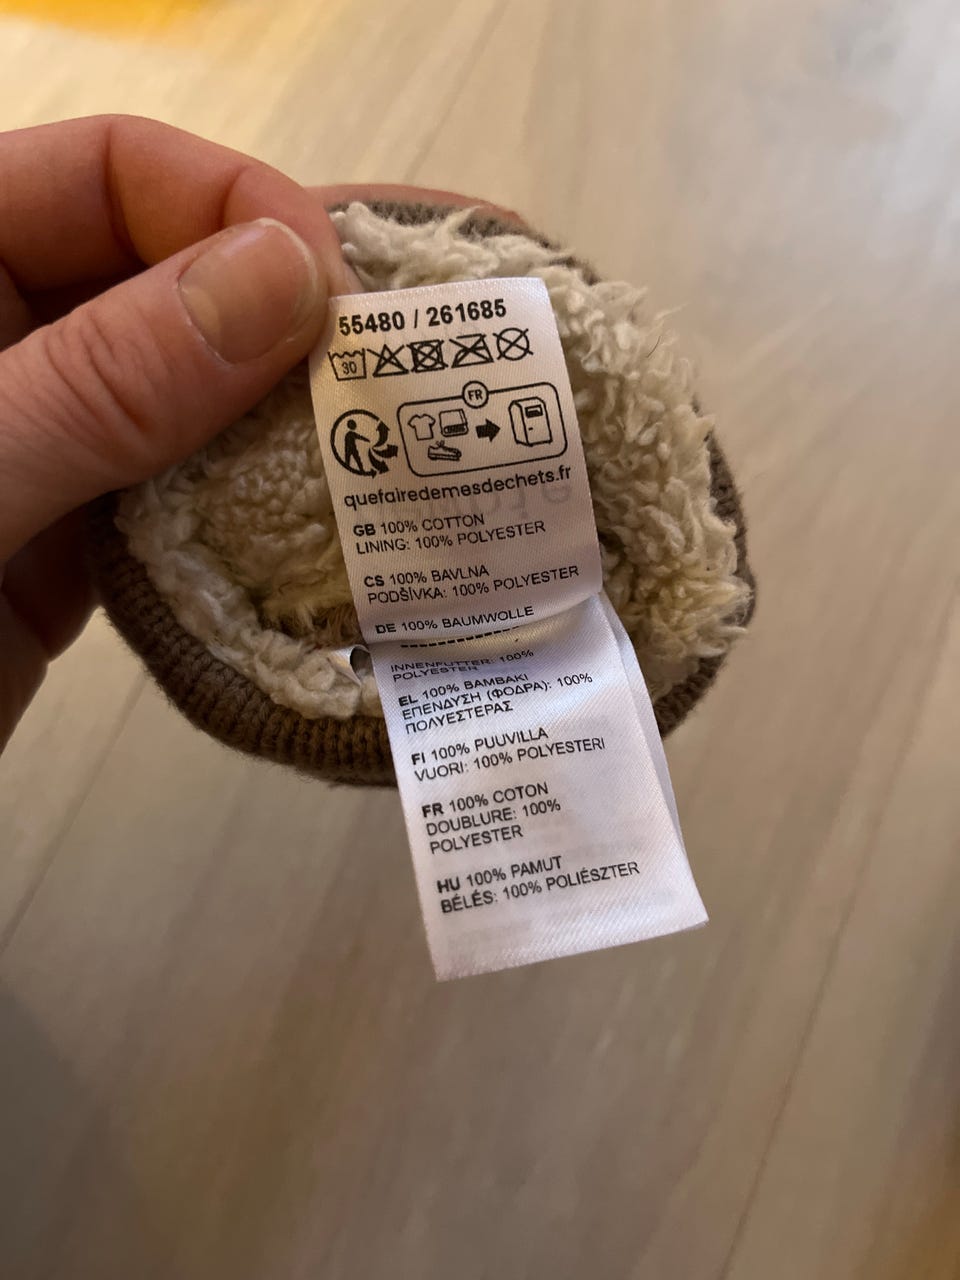 55480 / 261685
30
FR
quefairedemesdechets.fr
GB 100% COTTON
LINING: 100% POLYESTER
CS 100% BAVLNA
PODŠÍVKA: 100% POLYESTER
DE 100% BAUMWOLLE
INNENFUTTER: 100%
POLYESTER
EL 100% ΒΑΜΒΑΚΙ
ΕΠΕΝΔΥΣΗ (ΦΟΔΡΑ): 100%
ΠΟΛΥΕΣΤΕΡΑΣ
FI 100% PUUVILLA
VUORI: 100% POLYESTERI
FR 100% COTON
DOUBLURE: 100%
POLYESTER
HU 100% PAMUT
BÉLÉS: 100% POLIÉSZTER